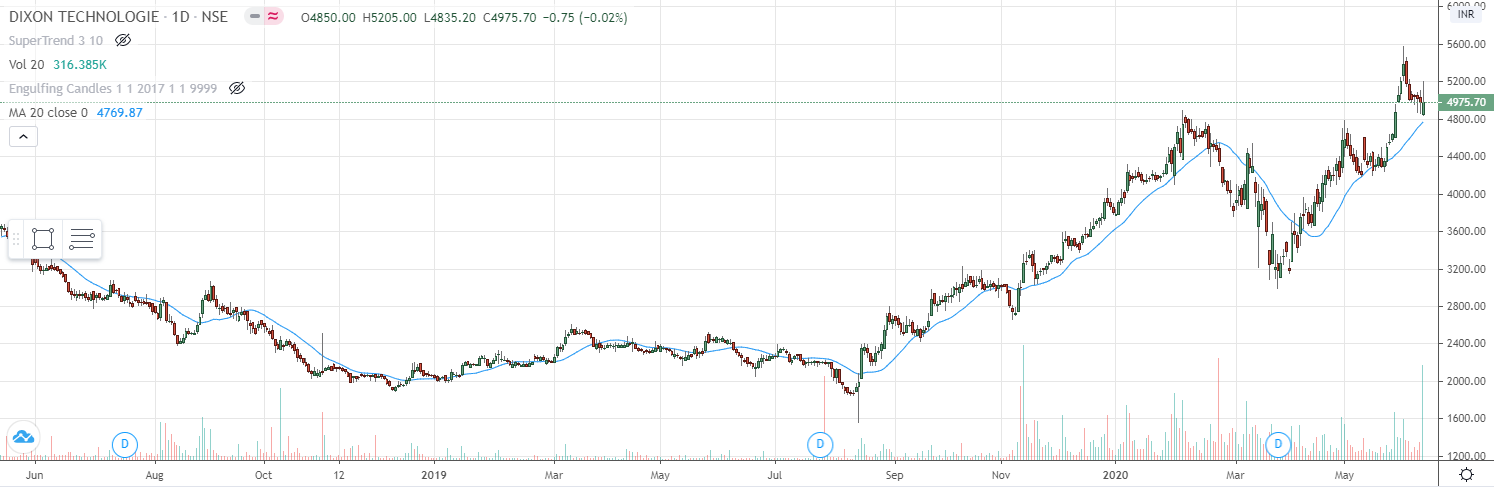 DIXON TECHNOLOGIE · 1D · NSE O4850.00 H5205.00 L4835.20 C4975.70 −0.75 (−0.02%)
SuperTrend 3 10
Vol 20 316.385K
Engulfing Candles 1 1 2017 1 1 9999
MA 20 close 0 4769.87
6000.00
INR
5600.00
5200.00
4975.70
4800.00
4400.00
4000.00
3600.00
3200.00
2800.00
2400.00
2000.00
1600.00
1200.00
D D D
Jun Aug Oct 12 2019 Mar May Jul Sep Nov 2020 Mar May